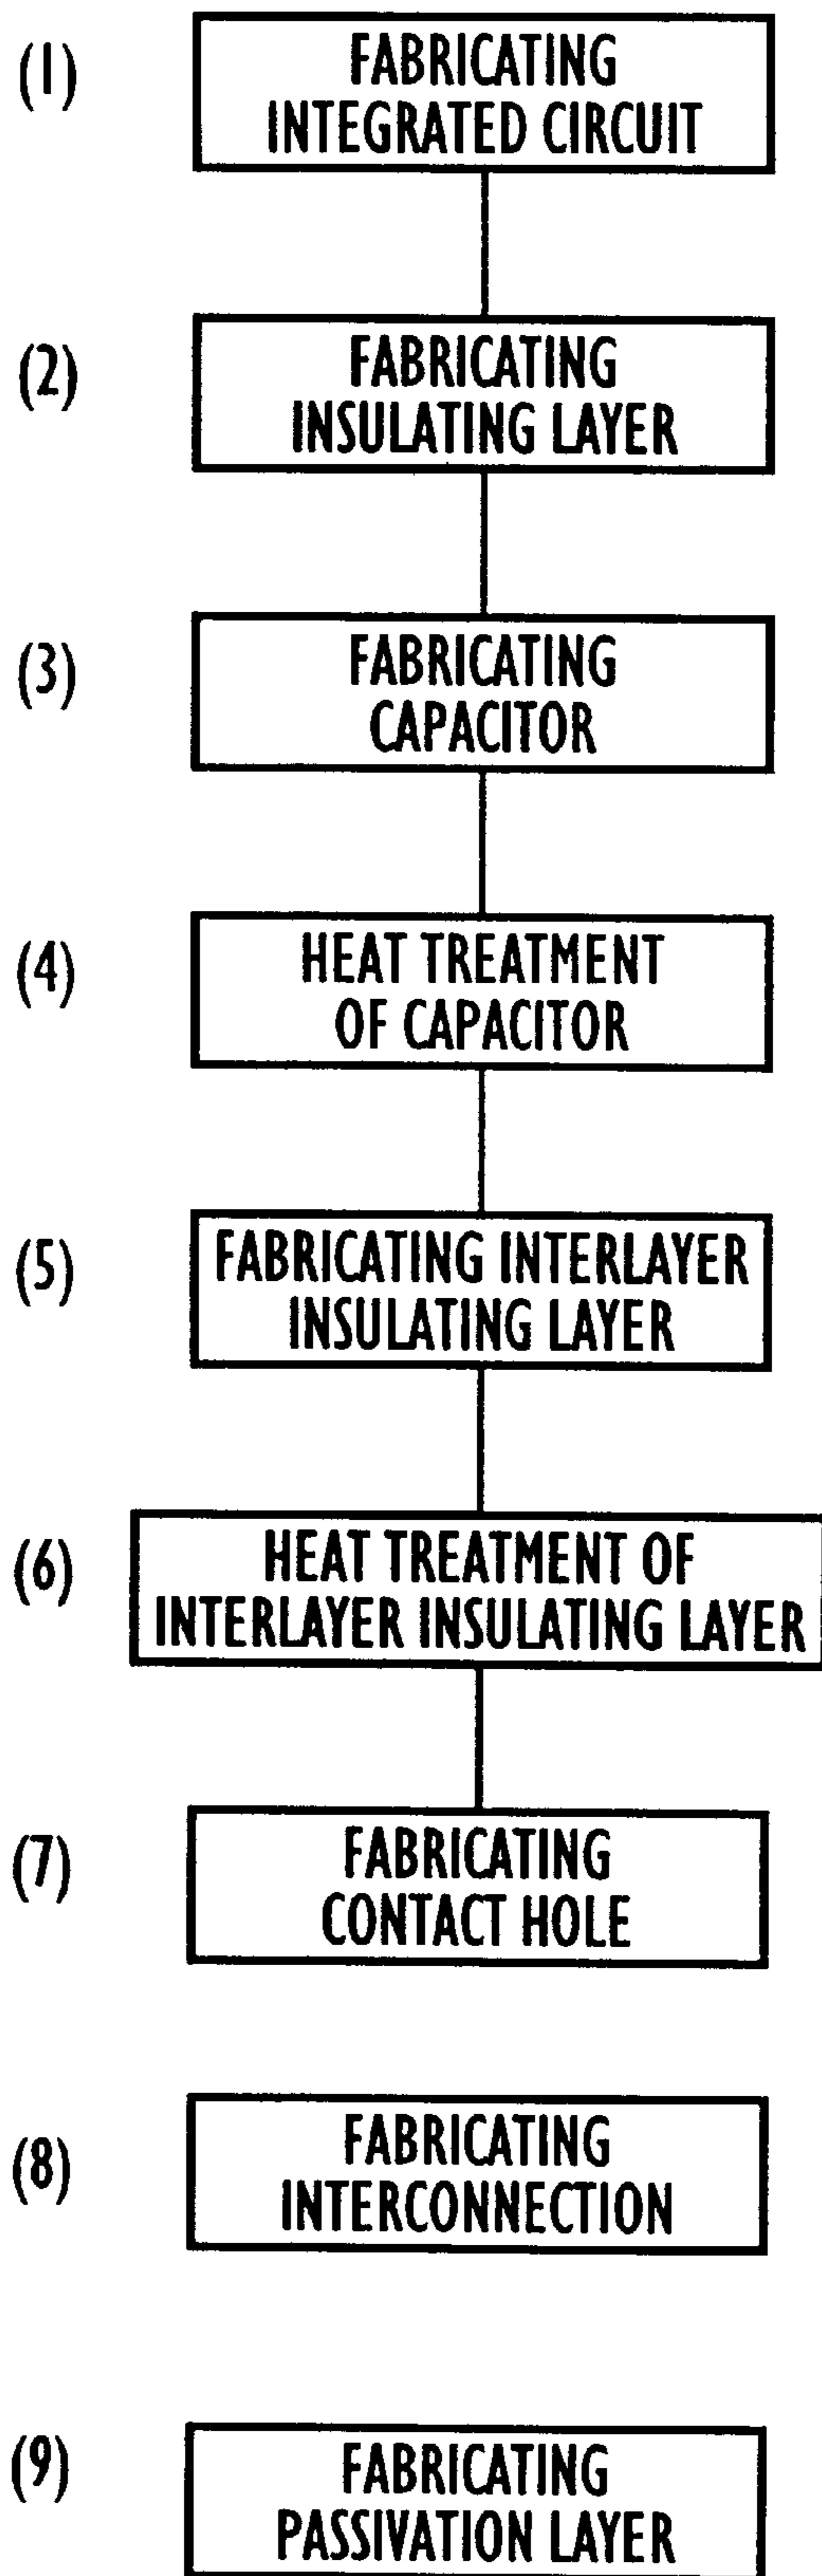 (1)
FABRICATING
INTEGRATED CIRCUIT
(2)
FABRICATING
INSULATING LAYER
(3)
FABRICATING
CAPACITOR
(4)
HEAT TREATMENT
OF CAPACITOR
(5)
FABRICATING INTERLAYER
INSULATING LAYER
(6)
HEAT TREATMENT OF
INTERLAYER INSULATING LAYER
(7)
FABRICATING
CONTACT HOLE
(8)
FABRICATING
INTERCONNECTION
(9)
FABRICATING
PASSIVATION LAYER